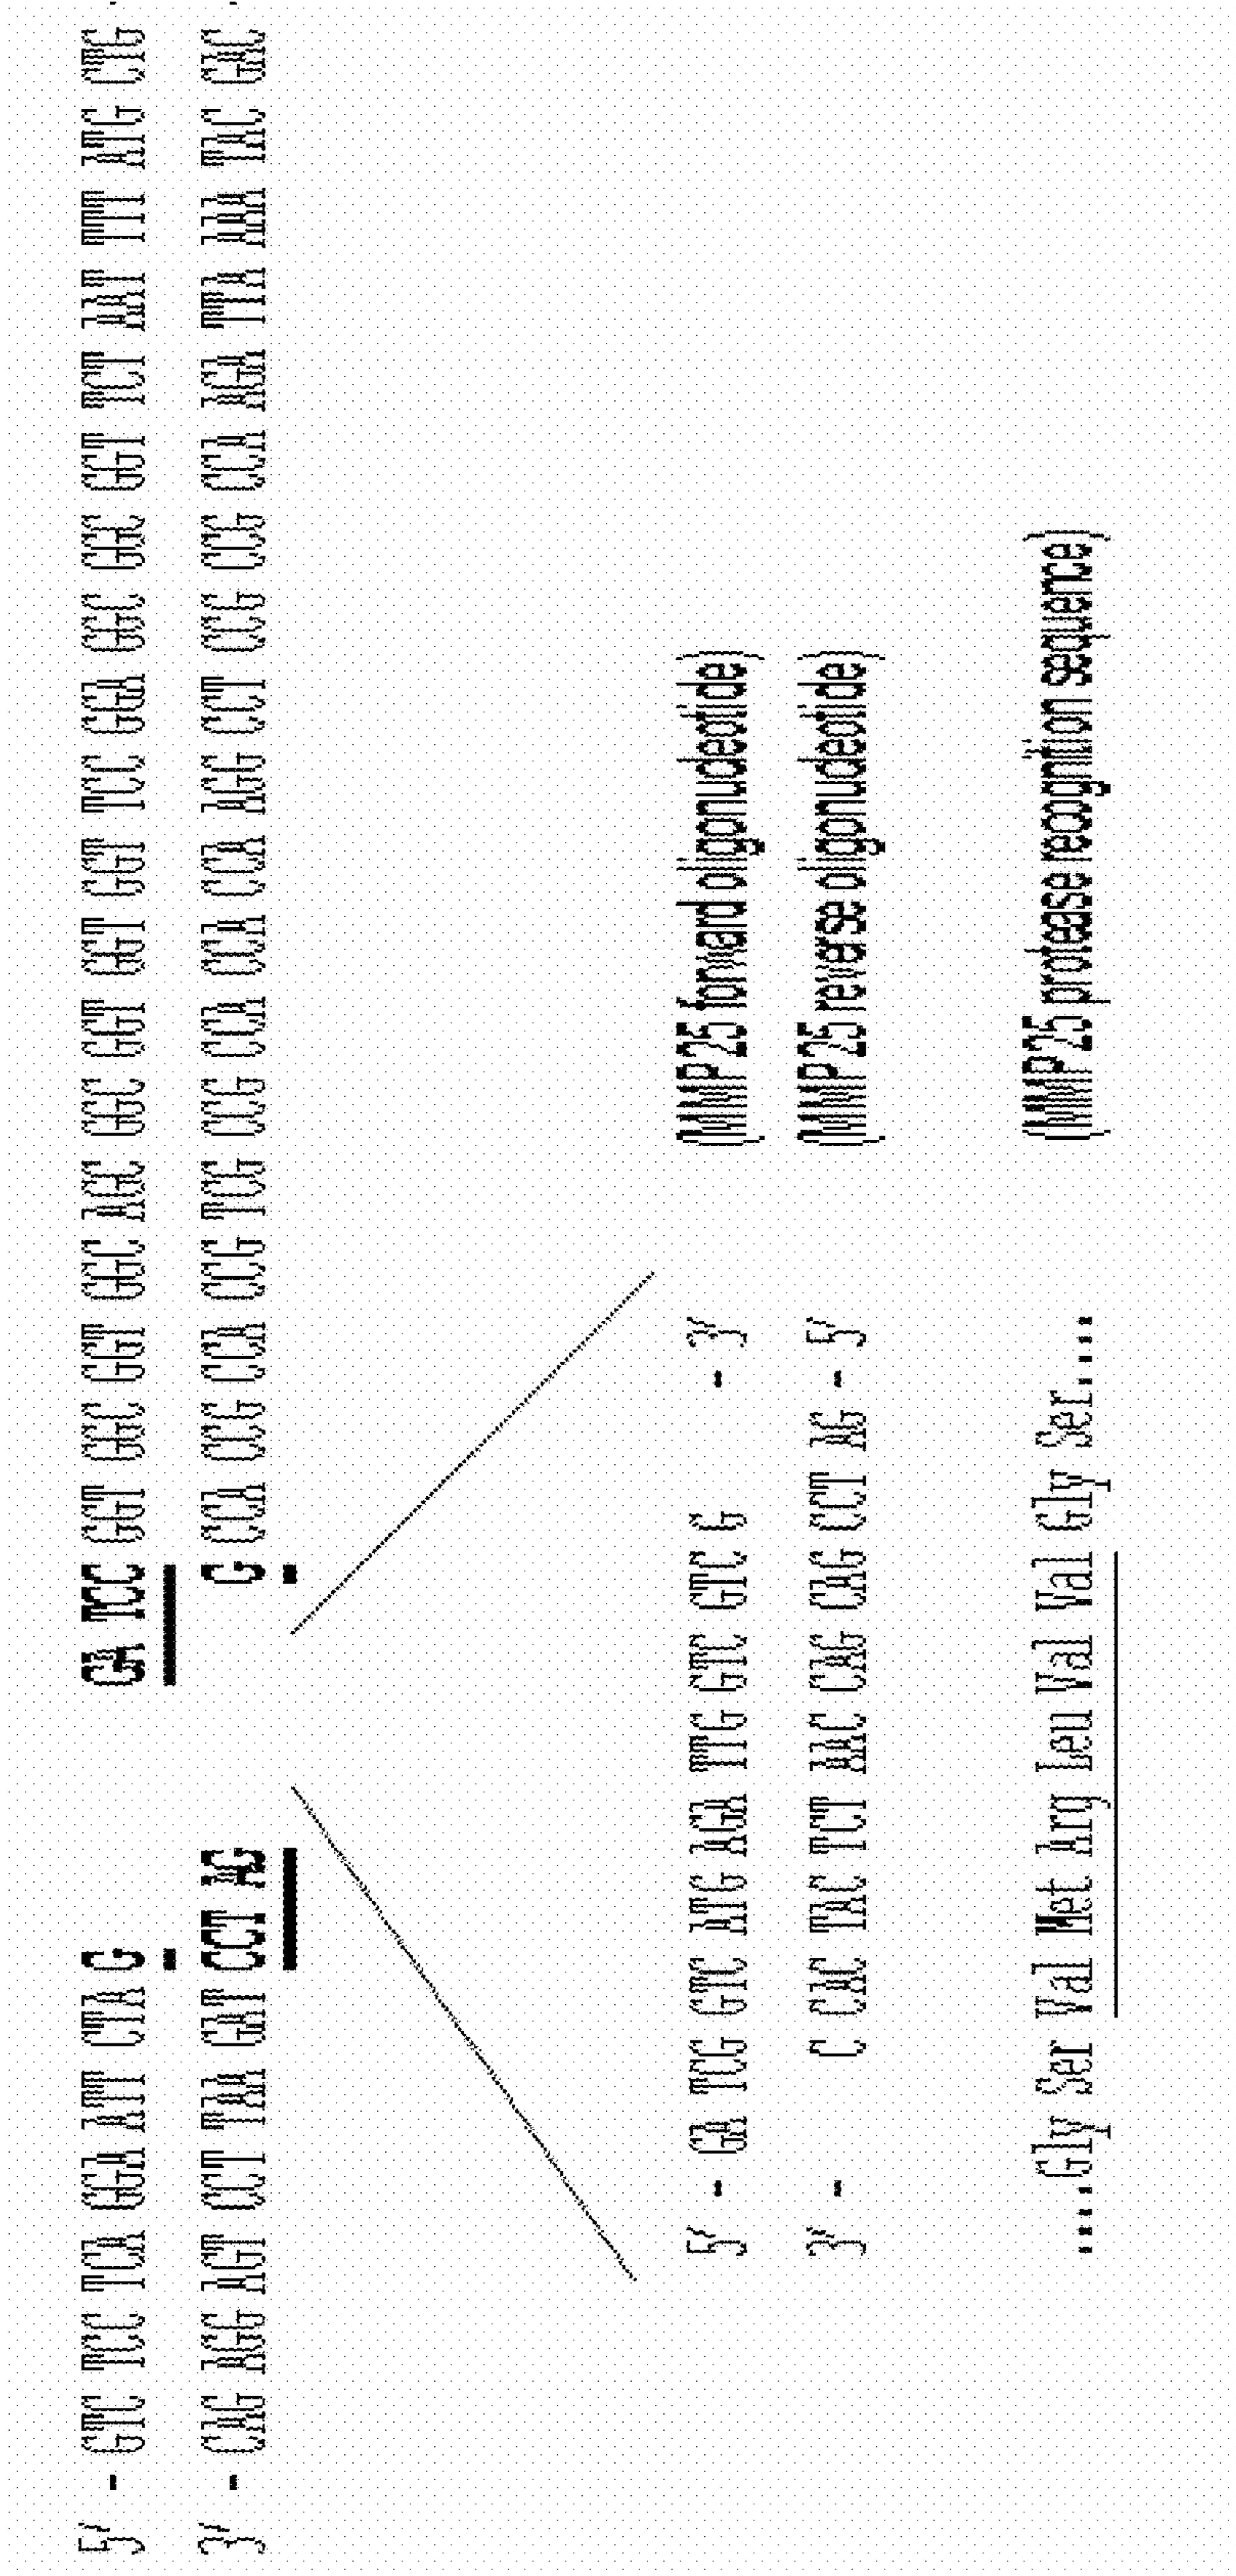 5′ - GTC TCC TCA GGA ATT CTA G GA TCC GGT GGC GGT GGC AGC GGC GGT GGT GGT TCC GGA GGC GGC GGT TCT AAT TTT ATG CTG -
3′ - CAG AGG AGT CCT TAA GAT CCT AG G CCA CCG CCA CCG TCG CCG CCA CCA CCA AGG CCT CCG CCG CCA AGA TTA AAA TAC GAC -
5′ - GA TCG GTC ATG AGA TTG GTC GTC G - 3′ (MMP25 forward oligonucleotide)
3′ - C CAC TAC TCT AAC CAG CAG CCT AG - 5′ (MMP25 reverse oligonucleotide)
....Gly Ser Val Met Arg Leu Val Val Gly Ser.... (MMP25 protease recognition sequence)